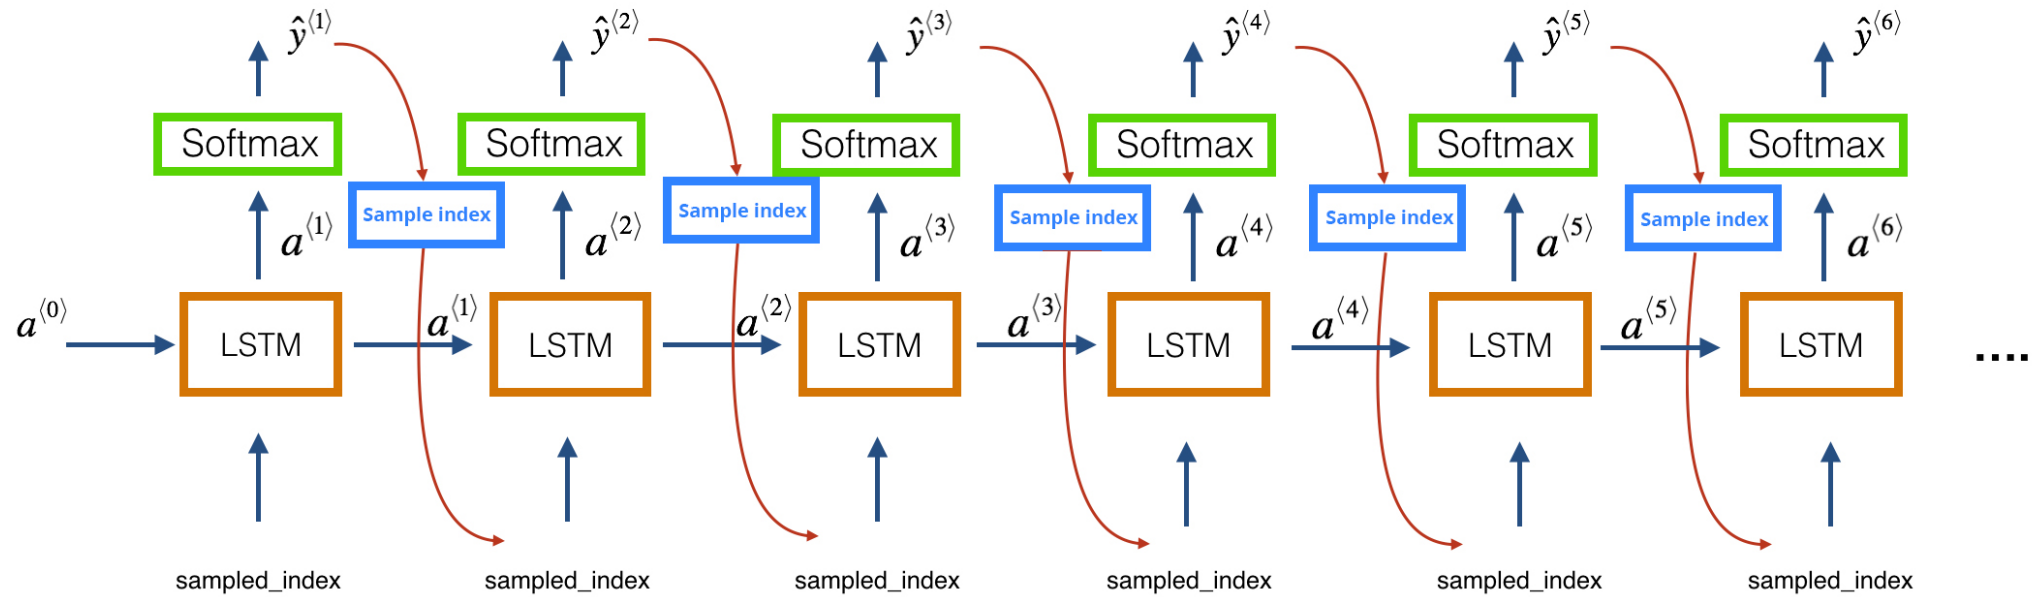 ŷ⟨1⟩ ŷ⟨2⟩ ŷ⟨3⟩ ŷ⟨4⟩ ŷ⟨5⟩ ŷ⟨6⟩
Softmax Softmax Softmax Softmax Softmax Softmax
Sample index Sample index Sample index Sample index Sample index
a⟨1⟩ a⟨2⟩ a⟨3⟩ a⟨4⟩ a⟨5⟩ a⟨6⟩
a⟨0⟩ a⟨1⟩ a⟨2⟩ a⟨3⟩ a⟨4⟩ a⟨5⟩
LSTM LSTM LSTM LSTM LSTM LSTM ....
sampled_index sampled_index sampled_index sampled_index sampled_index sampled_index